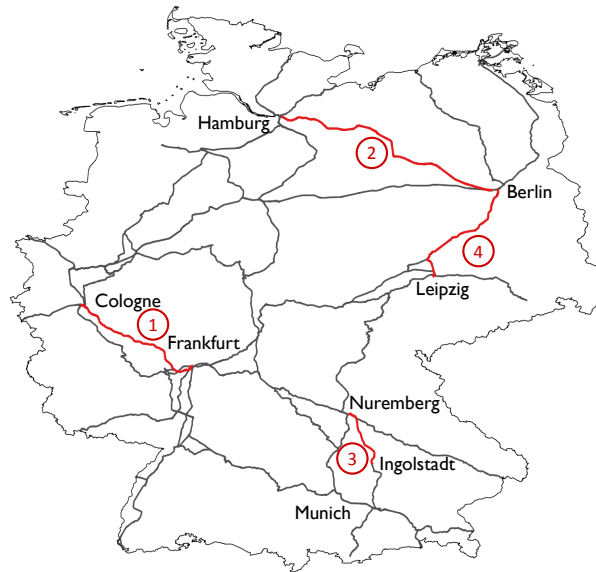 Hamburg
2
Berlin
4
Leipzig
Cologne
1
Frankfurt
Nuremberg
3
Ingolstadt
Munich